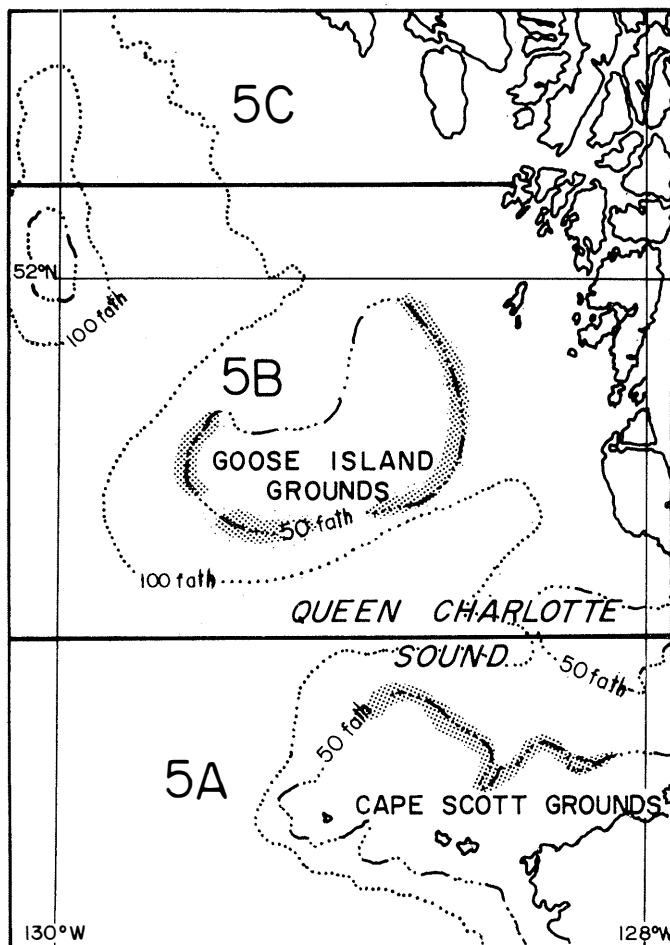 5C
52°N
100 fath
5B
GOOSE ISLAND
GROUNDS
50 fath
100 fath
QUEEN CHARLOTTE
SOUND
50 fath
50 fath
5A
CAPE SCOTT GROUNDS
130°W
128°W